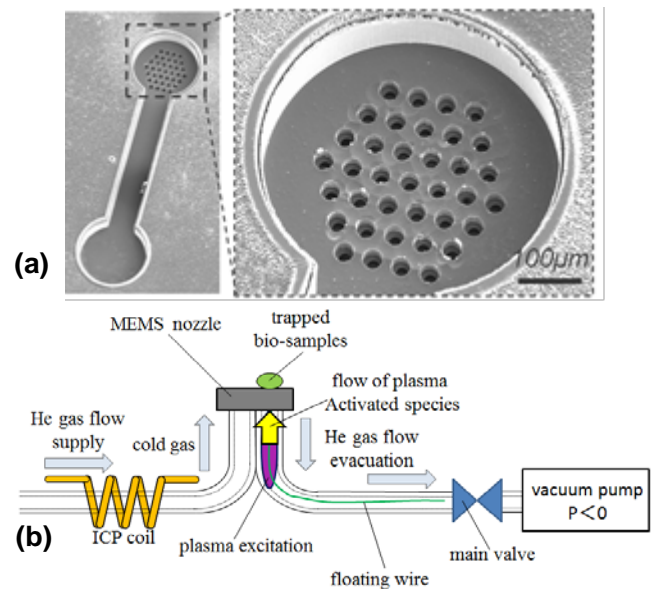 100μm
(a)
trapped
bio-samples
MEMS nozzle
flow of plasma
Activated species
He gas flow
supply
cold gas
He gas flow
evacuation
vacuum pump
P<0
ICP coil
plasma excitation
main valve
floating wire
(b)